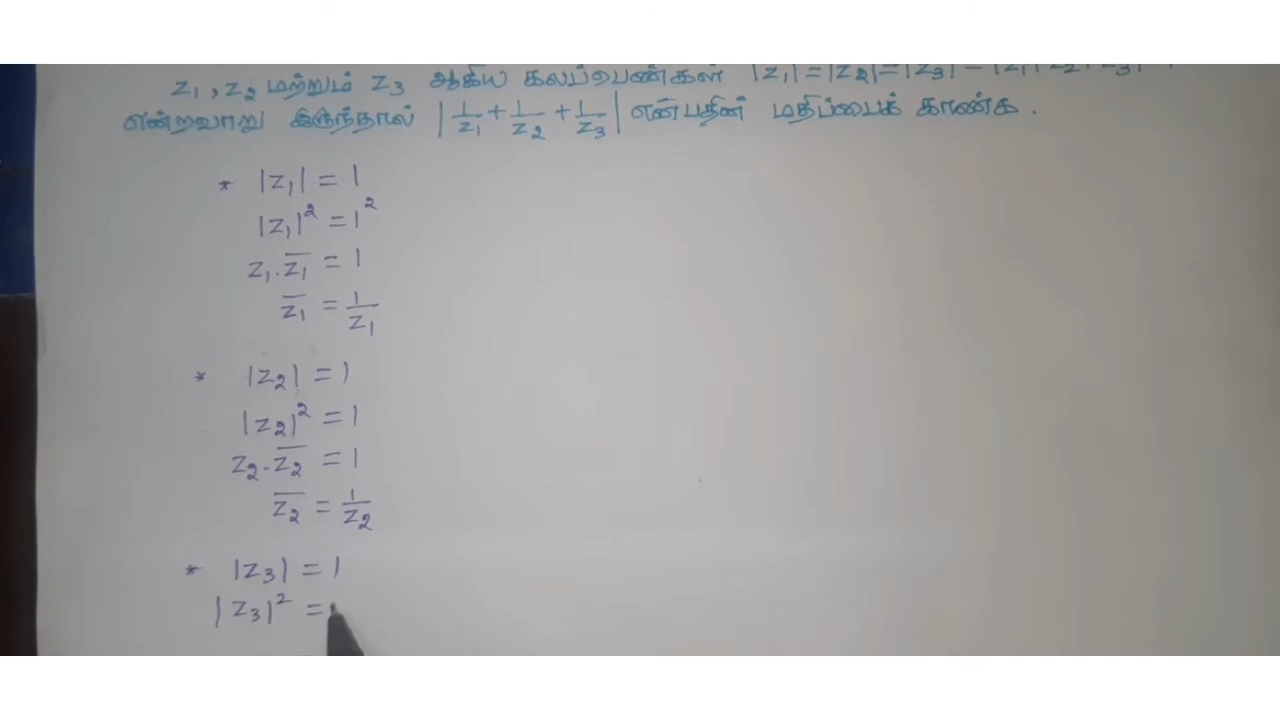 z₁, z₂ மற்றும் z₃ ஆகிய கலப்பெண்கள் |z₁| = |z₂| = |z₃| =
என்றவாறு இருந்தால் |1/z₁ + 1/z₂ + 1/z₃| என்பதின் மதிப்பைக் காண்க.
* |z₁| = 1
|z₁|² = 1²
z₁.z̅₁ = 1
z̅₁ = 1/z₁
* |z₂| = 1
|z₂|² = 1
z₂.z̅₂ = 1
z̅₂ = 1/z₂
* |z₃| = 1
|z₃|² =